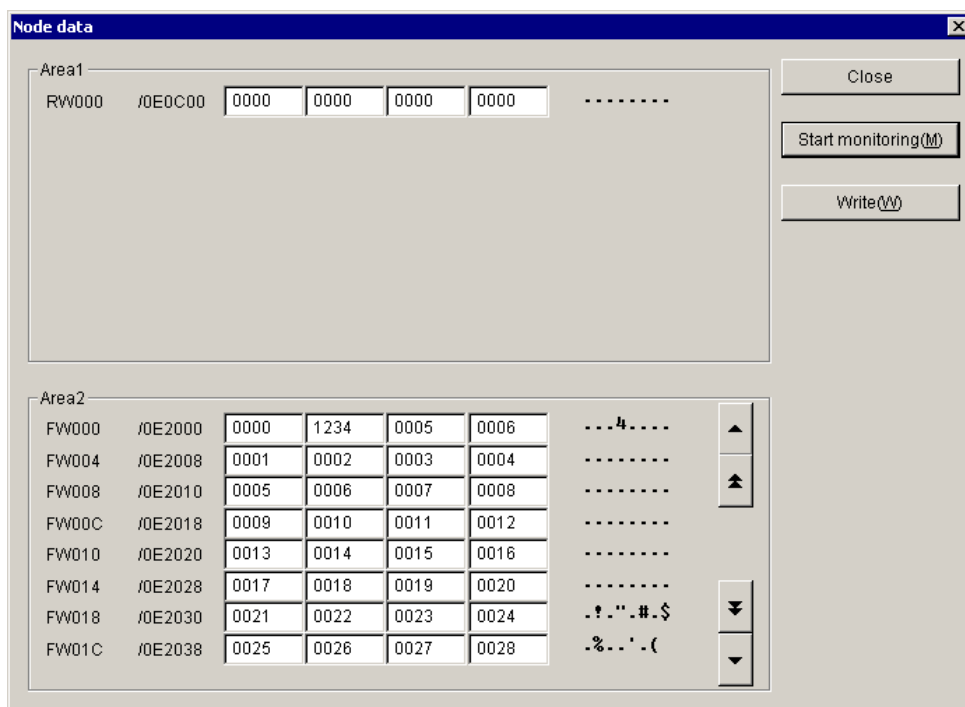 Node data
Area1
RW000 /0E0C00 0000 0000 0000 0000 ........
Close
Start monitoring(M)
Write(W)
Area2
FW000 /0E2000 0000 1234 0005 0006 ...4....
FW004 /0E2008 0001 0002 0003 0004 ........
FW008 /0E2010 0005 0006 0007 0008 ........
FW00C /0E2018 0009 0010 0011 0012 ........
FW010 /0E2020 0013 0014 0015 0016 ........
FW014 /0E2028 0017 0018 0019 0020 ........
FW018 /0E2030 0021 0022 0023 0024 .!.".#.$
FW01C /0E2038 0025 0026 0027 0028 .%..'.(